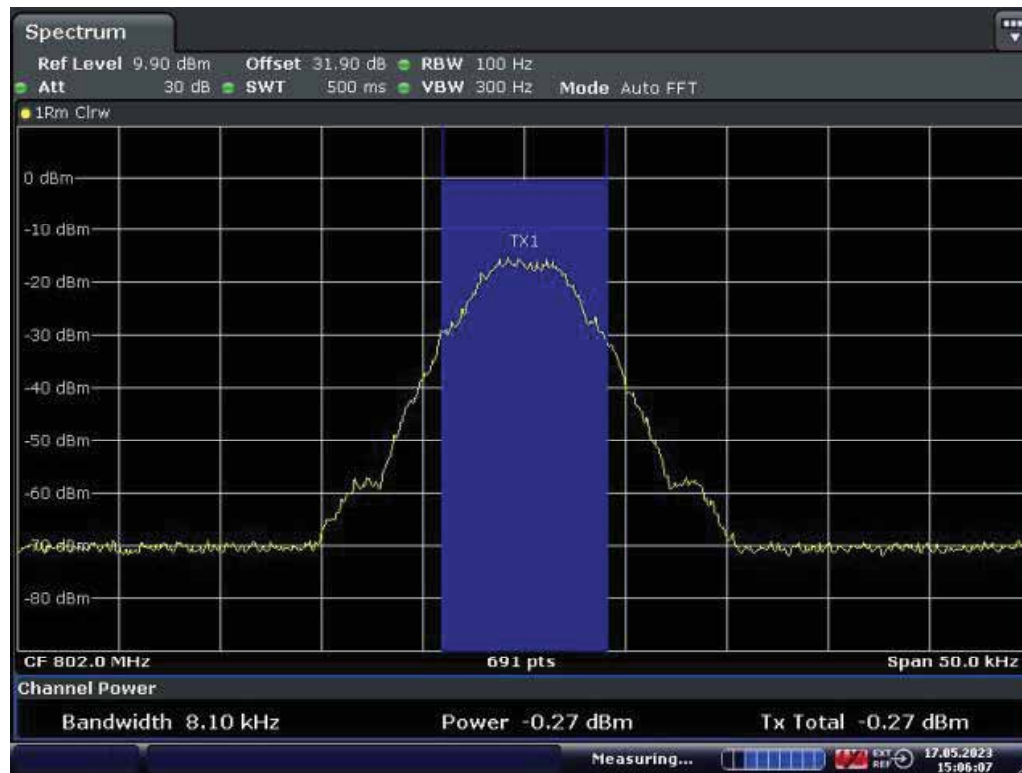 Spectrum
Ref Level 9.90 dBm Offset 31.90 dB RBW 100 Hz
Att 30 dB SWT 500 ms VBW 300 Hz Mode Auto FFT
1Rm Clrw
0 dBm
-10 dBm
TX1
-20 dBm
-30 dBm
-40 dBm
-50 dBm
-60 dBm
-70 dBm
-80 dBm
CF 802.0 MHz 691 pts Span 50.0 kHz
Channel Power
Bandwidth 8.10 kHz Power -0.27 dBm Tx Total -0.27 dBm
Measuring... EXT REF 17.05.2023
15:06:07